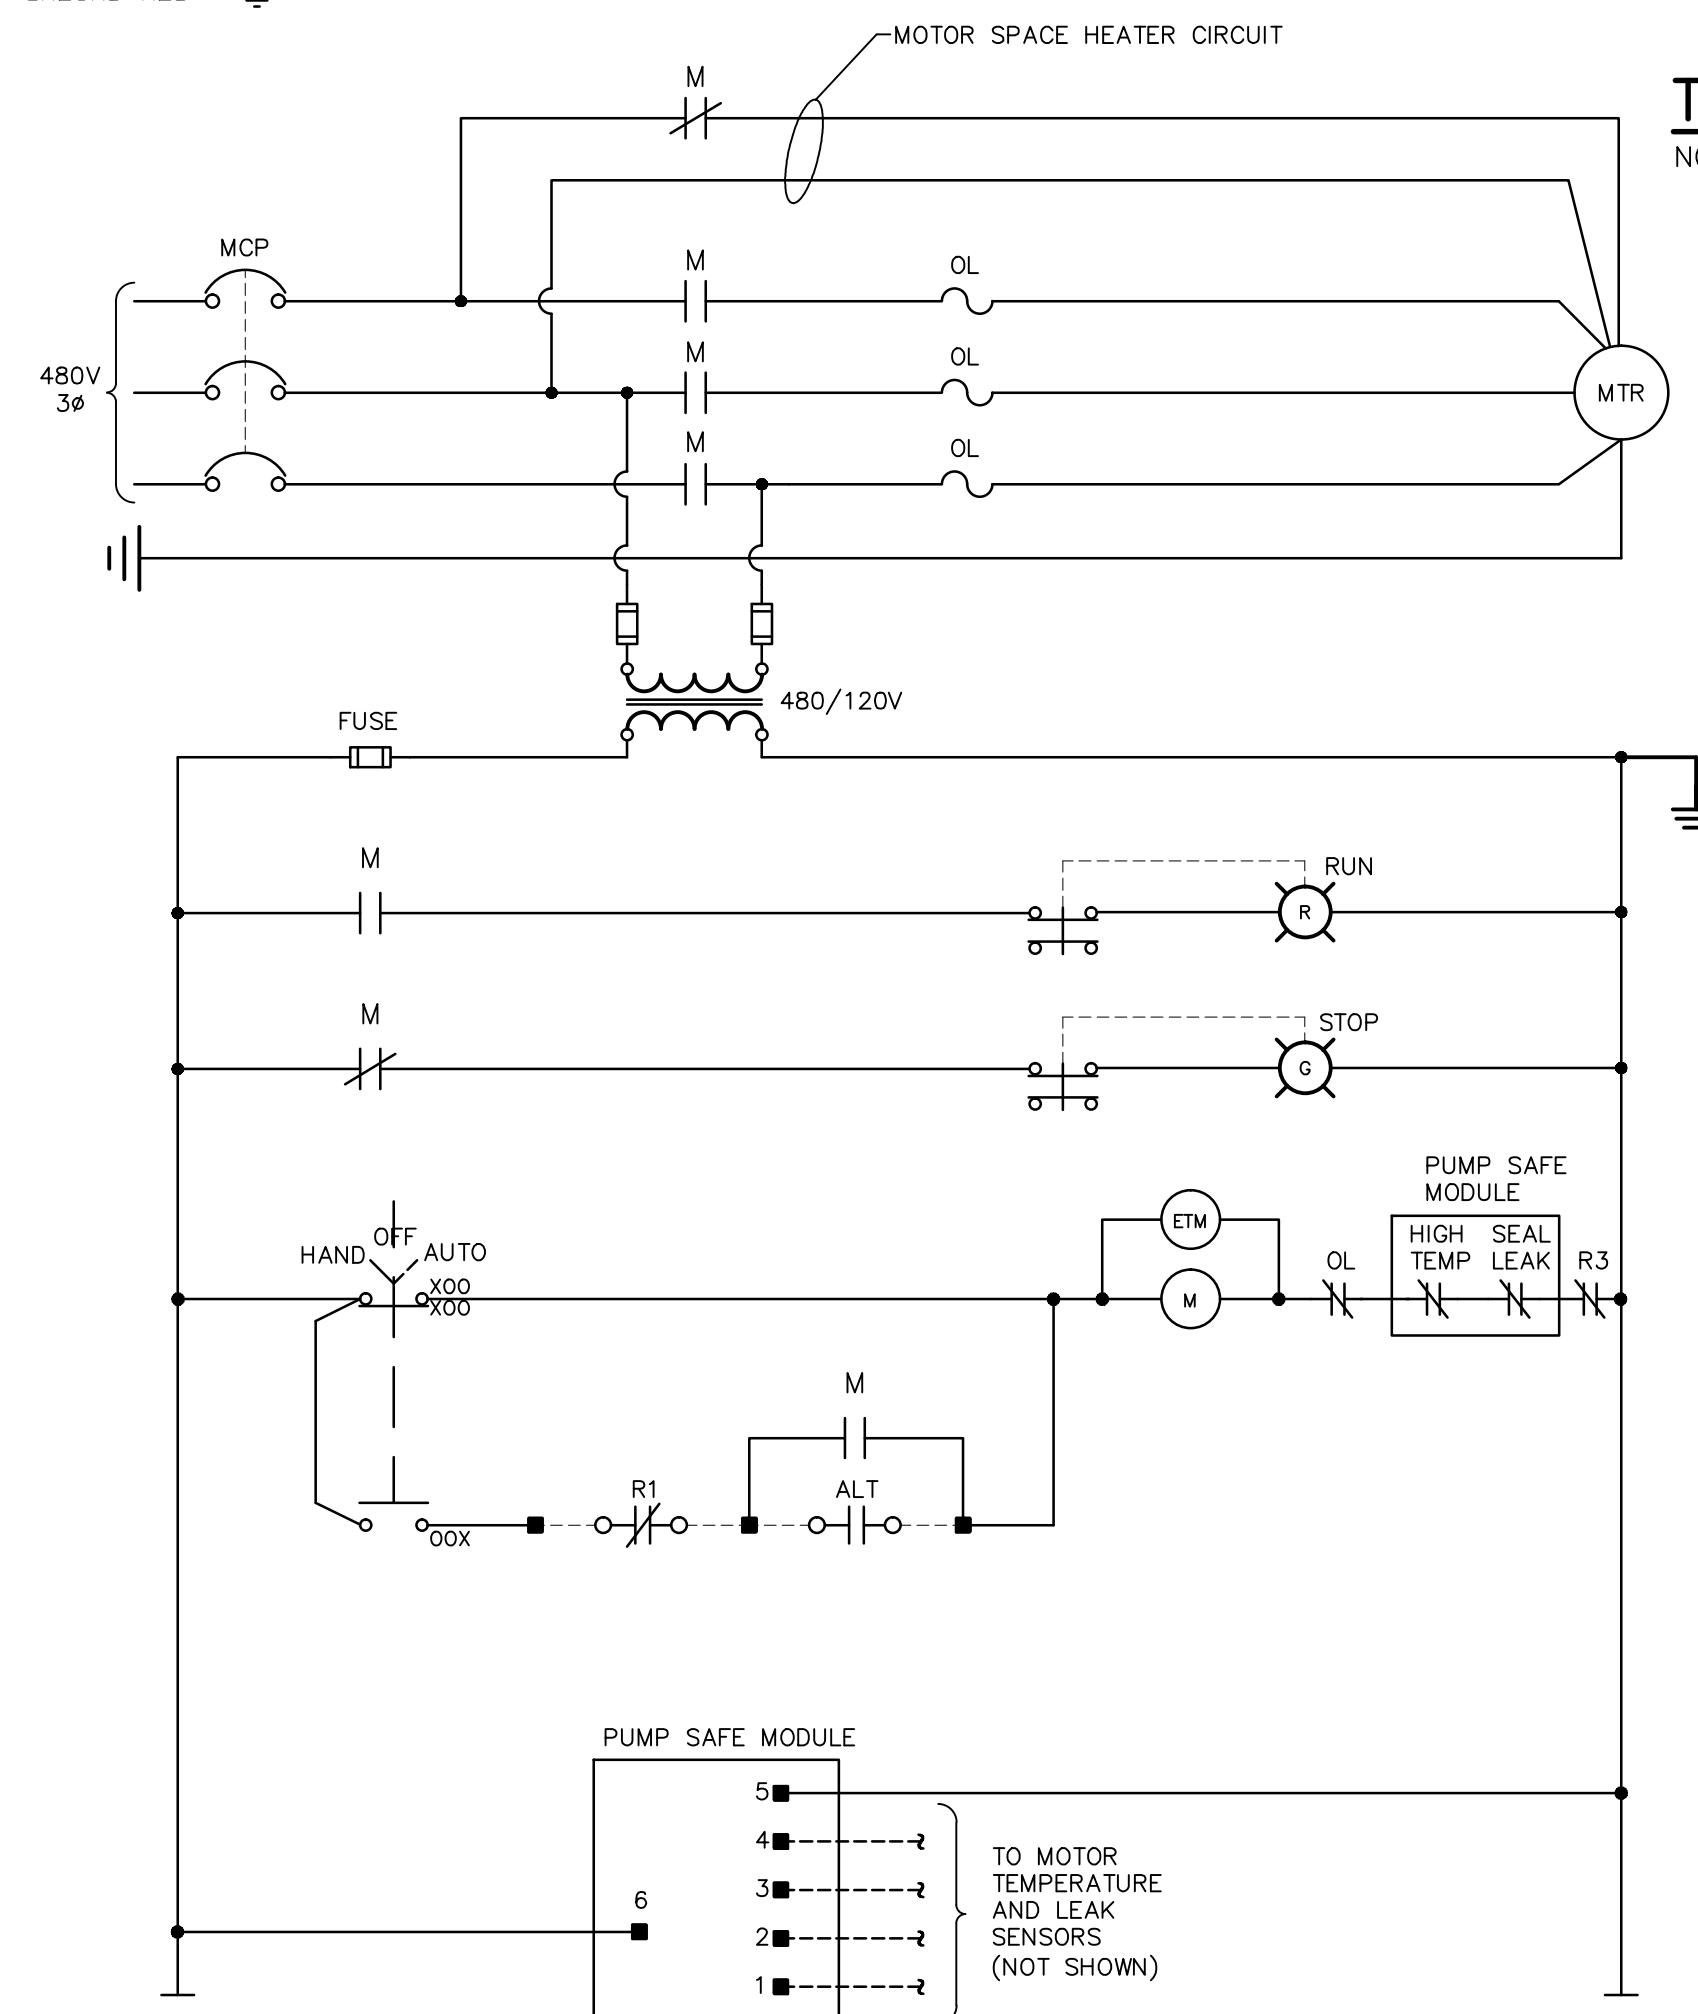 MOTOR SPACE HEATER CIRCUIT
M
MCP
M
OL
480V
3ø
M
OL
MTR
M
OL
480/120V
FUSE
M
RUN
R
M
STOP
G
PUMP SAFE
MODULE
ETM
HAND
OFF
AUTO
HIGH
TEMP
SEAL
LEAK
OL
R3
X00
X00
M
M
R1
ALT
00X
PUMP SAFE MODULE
5
4
3
6
2
1
TO MOTOR
TEMPERATURE
AND LEAK
SENSORS
(NOT SHOWN)